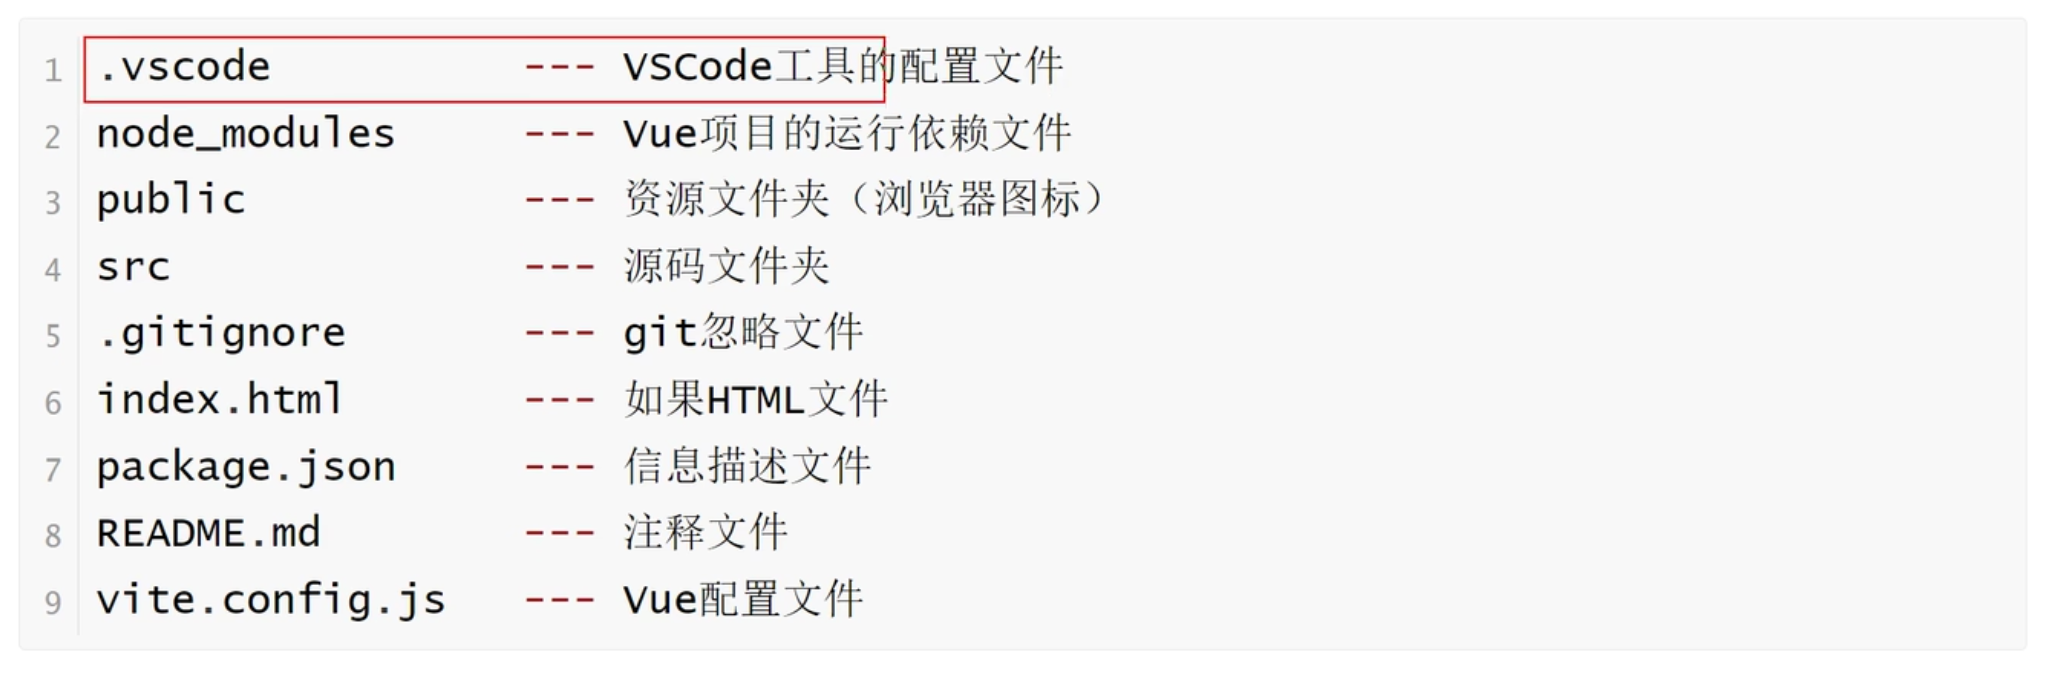 1 .vscode --- VSCode工具的配置文件
2 node_modules --- Vue项目的运行依赖文件
3 public --- 资源文件夹（浏览器图标）
4 src --- 源码文件夹
5 .gitignore --- git忽略文件
6 index.html --- 如果HTML文件
7 package.json --- 信息描述文件
8 README.md --- 注释文件
9 vite.config.js --- Vue配置文件